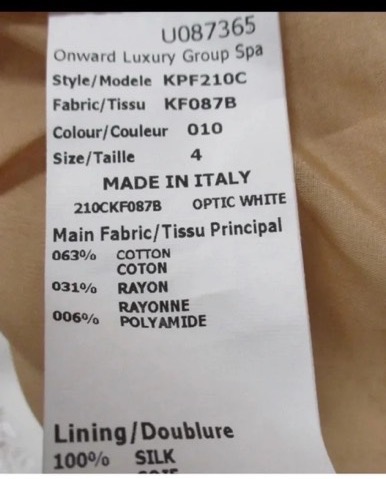 U087365
Onward Luxury Group Spa
Style/Modele KPF210C
Fabric/Tissu KF087B
Colour/Couleur 010
Size/Taille 4
MADE IN ITALY
210CKF087B OPTIC WHITE
Main Fabric/Tissu Principal
063% COTTON
COTON
031% RAYON
RAYONNE
006% POLYAMIDE
Lining/Doublure
100% SILK